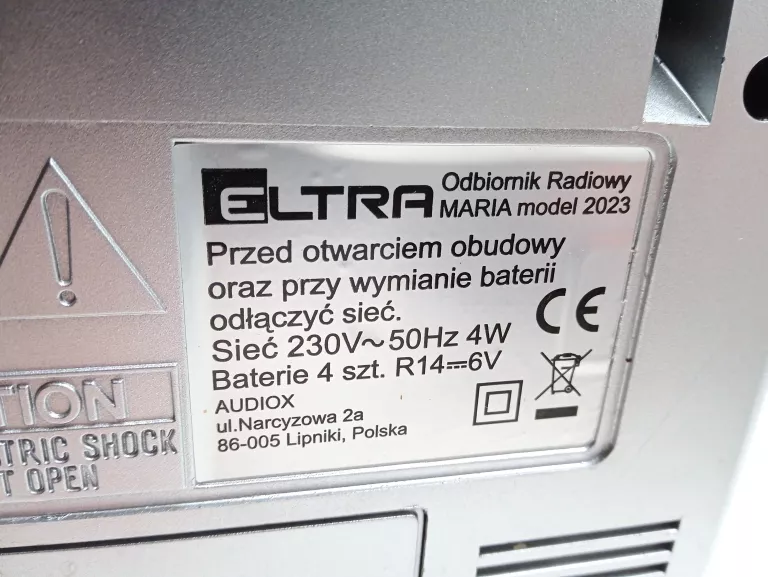 ELTRA Odbiornik Radiowy
MARIA model 2023
Przed otwarciem obudowy
oraz przy wymianie baterii
odłączyć sieć.
Sieć 230V~50Hz 4W
Baterie 4 szt. R14⎓6V
AUDIOX
ul.Narcyzowa 2a
86-005 Lipniki, Polska
CE
!
TION
TRIC SHOCK
T OPEN